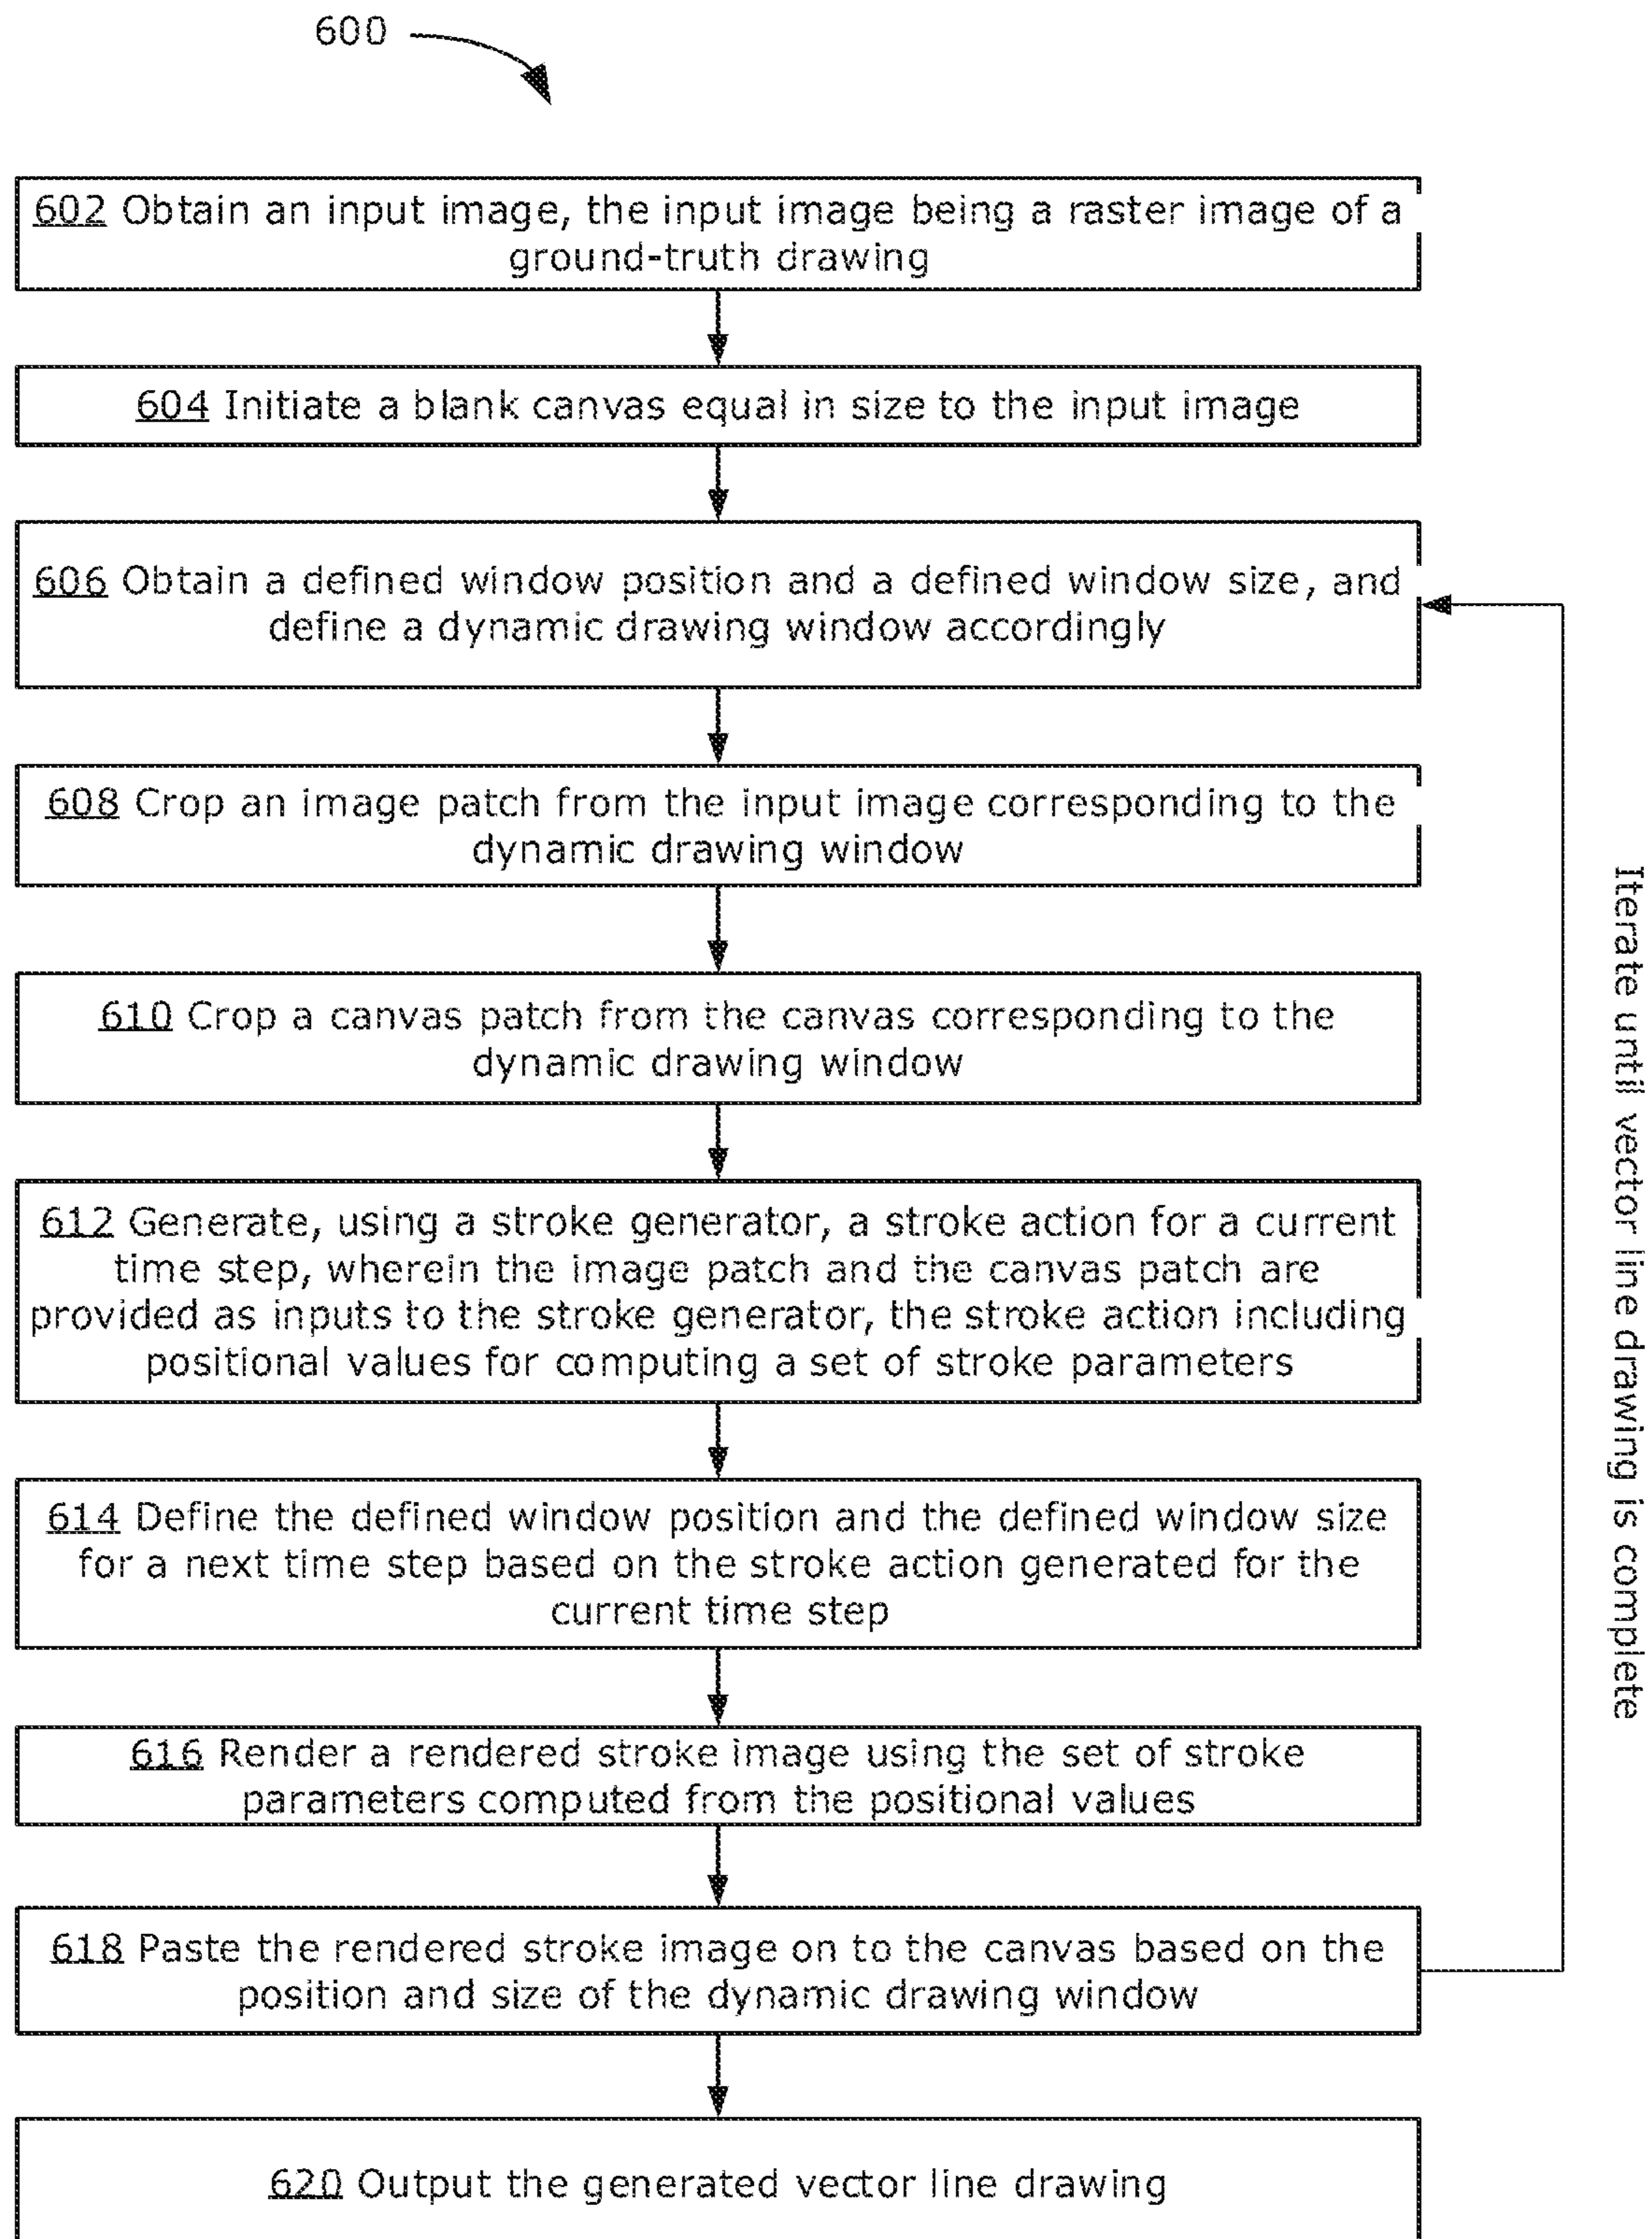 600
602 Obtain an input image, the input image being a raster image of a
ground-truth drawing
604 Initiate a blank canvas equal in size to the input image
606 Obtain a defined window position and a defined window size, and
define a dynamic drawing window accordingly
608 Crop an image patch from the input image corresponding to the
dynamic drawing window
610 Crop a canvas patch from the canvas corresponding to the
dynamic drawing window
612 Generate, using a stroke generator, a stroke action for a current
time step, wherein the image patch and the canvas patch are
provided as inputs to the stroke generator, the stroke action including
positional values for computing a set of stroke parameters
614 Define the defined window position and the defined window size
for a next time step based on the stroke action generated for the
current time step
616 Render a rendered stroke image using the set of stroke
parameters computed from the positional values
618 Paste the rendered stroke image on to the canvas based on the
position and size of the dynamic drawing window
620 Output the generated vector line drawing
Iterate until vector line drawing is complete